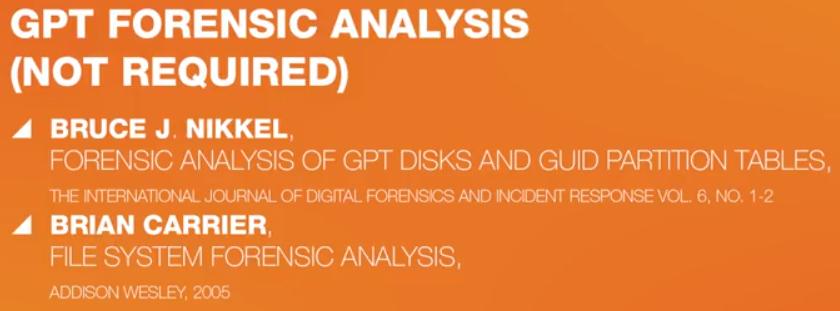 GPT FORENSIC ANALYSIS
(NOT REQUIRED)
BRUCE J. NIKKEL,
FORENSIC ANALYSIS OF GPT DISKS AND GUID PARTITION TABLES,
THE INTERNATIONAL JOURNAL OF DIGITAL FORENSICS AND INCIDENT RESPONSE VOL. 6, NO. 1-2
BRIAN CARRIER,
FILE SYSTEM FORENSIC ANALYSIS,
ADDISON WESLEY, 2005